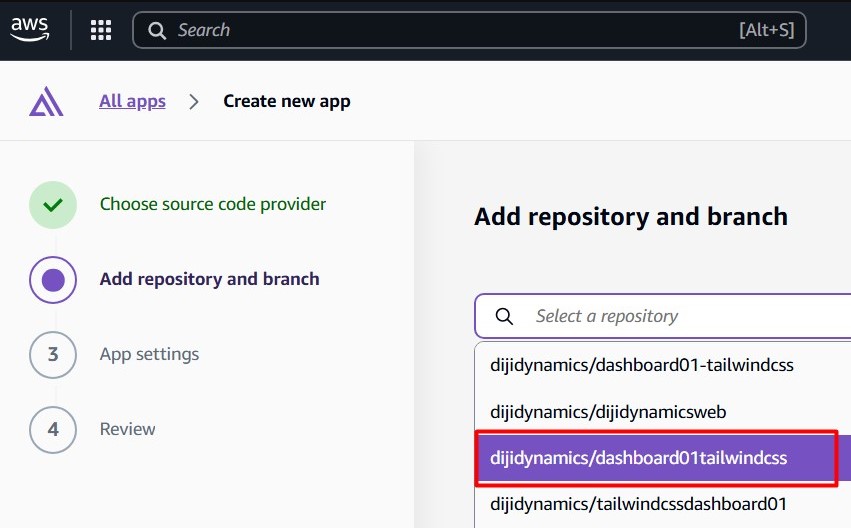 aws
Search [Alt+S]
All apps > Create new app
Choose source code provider
Add repository and branch
3 App settings
4 Review
Add repository and branch
Select a repository
dijidynamics/dashboard01-tailwindcss
dijidynamics/dijidynamicsweb
dijidynamics/dashboard01tailwindcss
dijidynamics/tailwindcssdashboard01